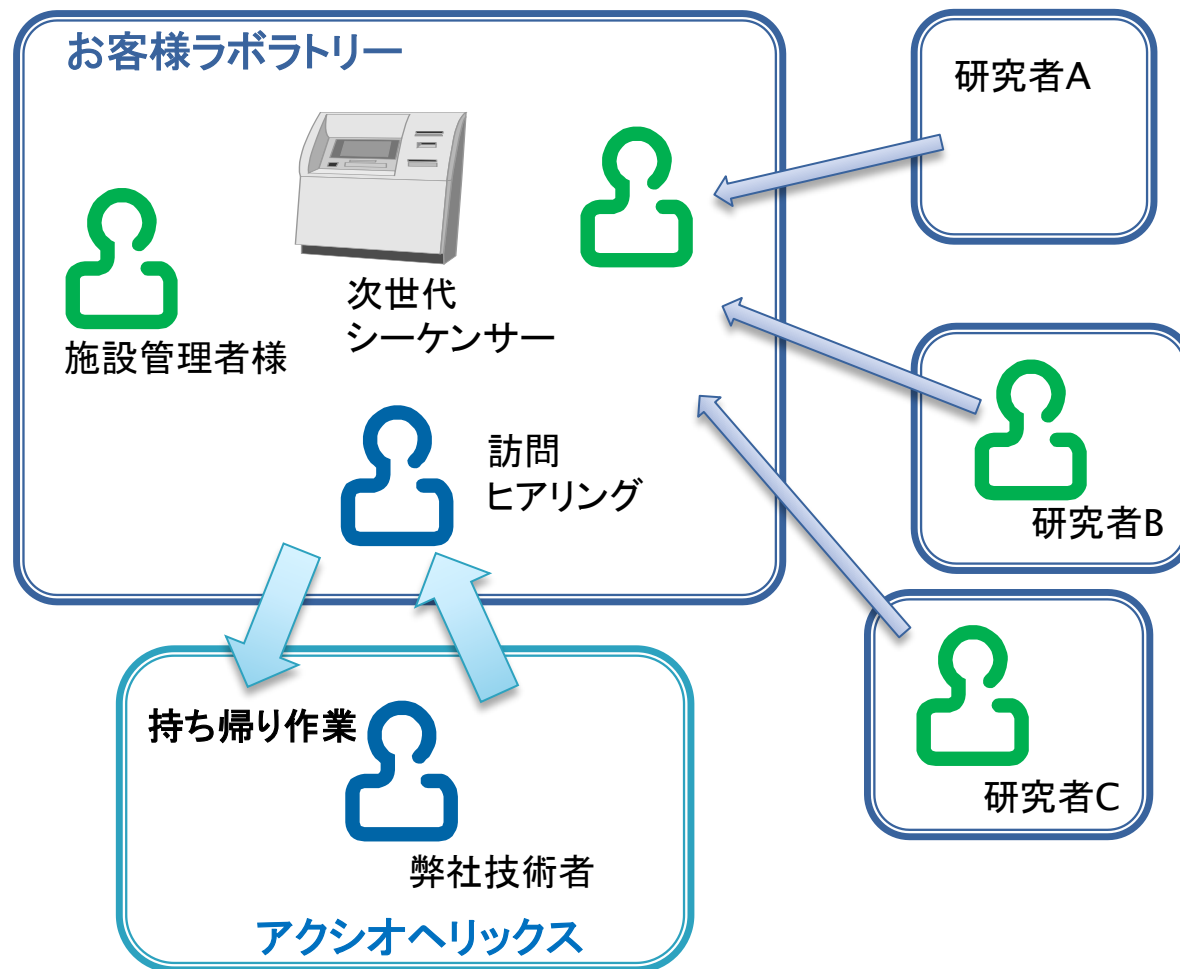 お客様ラボラトリー
研究者A
次世代
シーケンサー
施設管理者様
訪問
ヒアリング
研究者B
持ち帰り作業
研究者C
弊社技術者
アクシオヘリックス